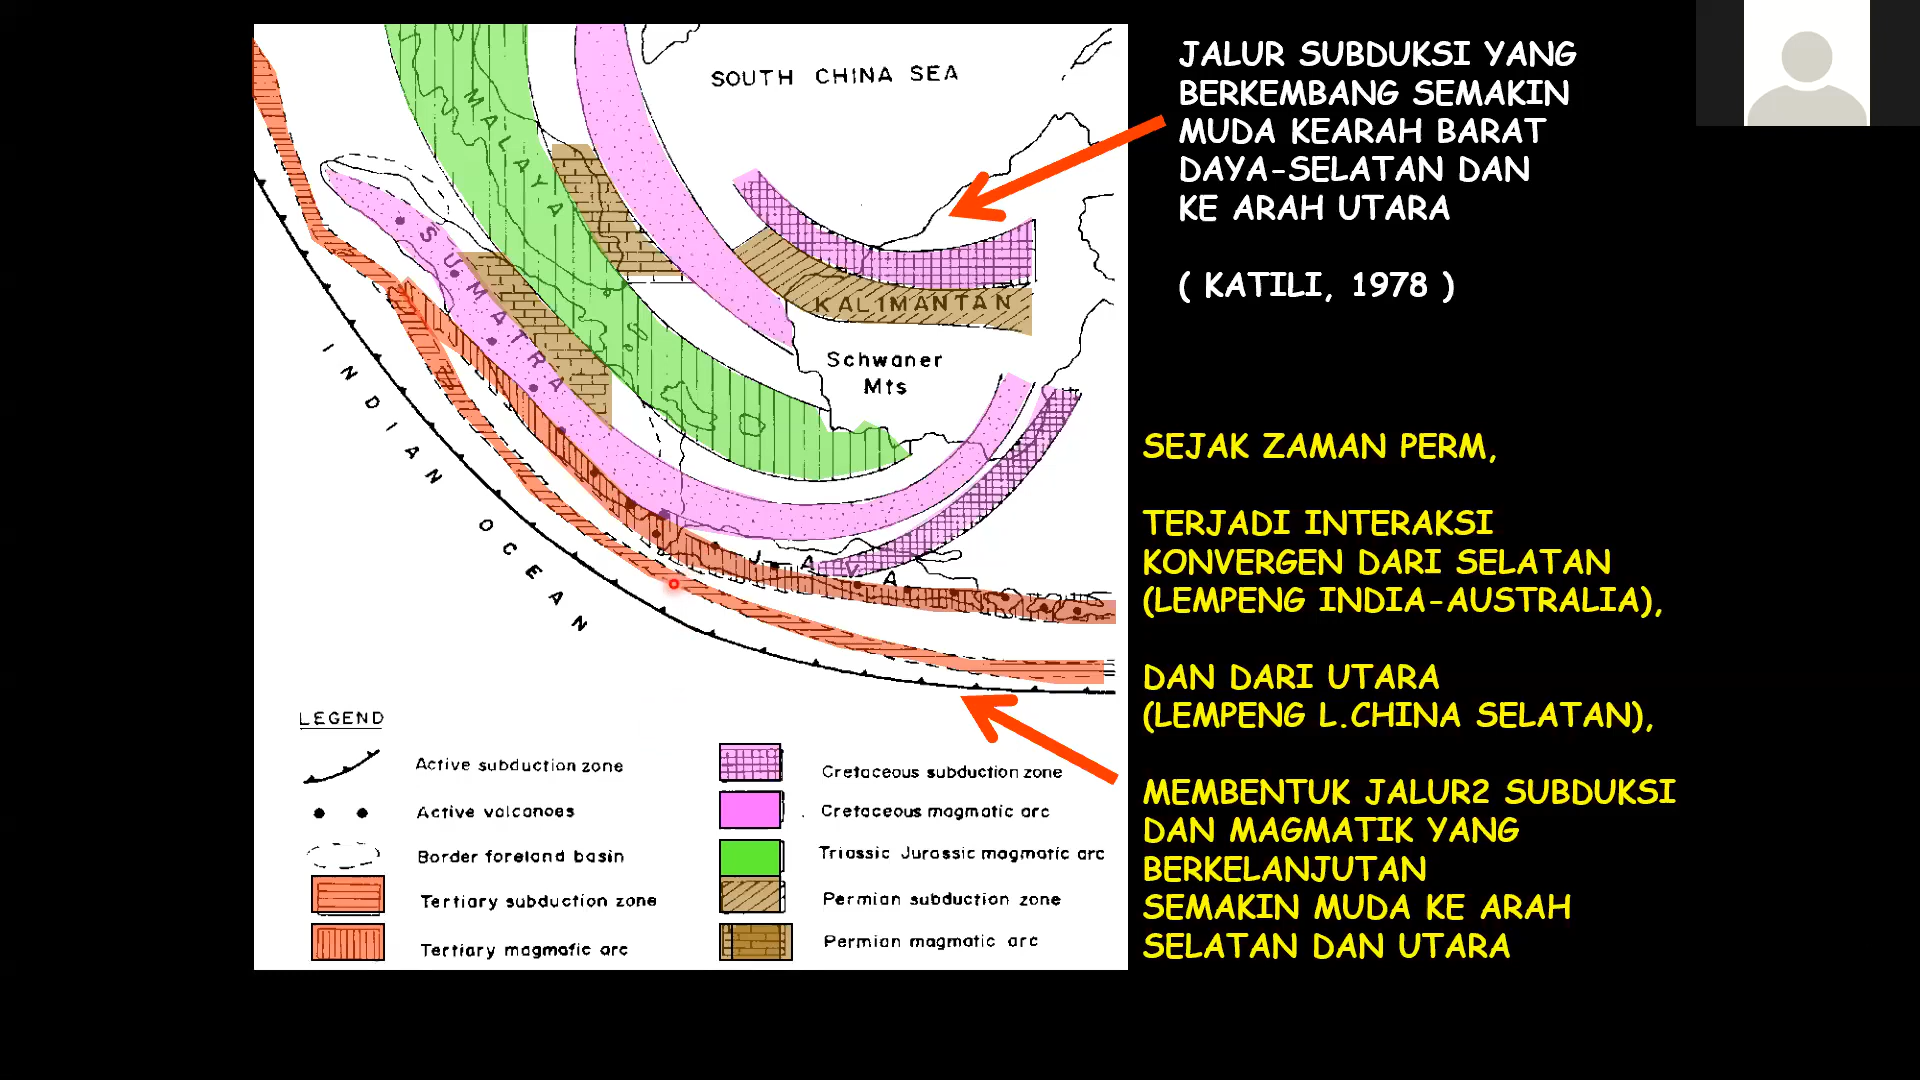 SOUTH CHINA SEA
MALAYA
SUMATRA
KALIMANTAN
Schwaner
Mts
INDIAN OCEAN
JAVA
LEGEND
Active subduction zone
Active volcanoes
Border foreland basin
Tertiary subduction zone
Tertiary magmatic arc
Cretaceous subduction zone
Cretaceous magmatic arc
Triassic Jurassic magmatic arc
Permian subduction zone
Permian magmatic arc
JALUR SUBDUKSI YANG
BERKEMBANG SEMAKIN
MUDA KEARAH BARAT
DAYA-SELATAN DAN
KE ARAH UTARA
( KATILI, 1978 )
SEJAK ZAMAN PERM,
TERJADI INTERAKSI
KONVERGEN DARI SELATAN
(LEMPENG INDIA-AUSTRALIA),
DAN DARI UTARA
(LEMPENG L.CHINA SELATAN),
MEMBENTUK JALUR2 SUBDUKSI
DAN MAGMATIK YANG
BERKELANJUTAN
SEMAKIN MUDA KE ARAH
SELATAN DAN UTARA